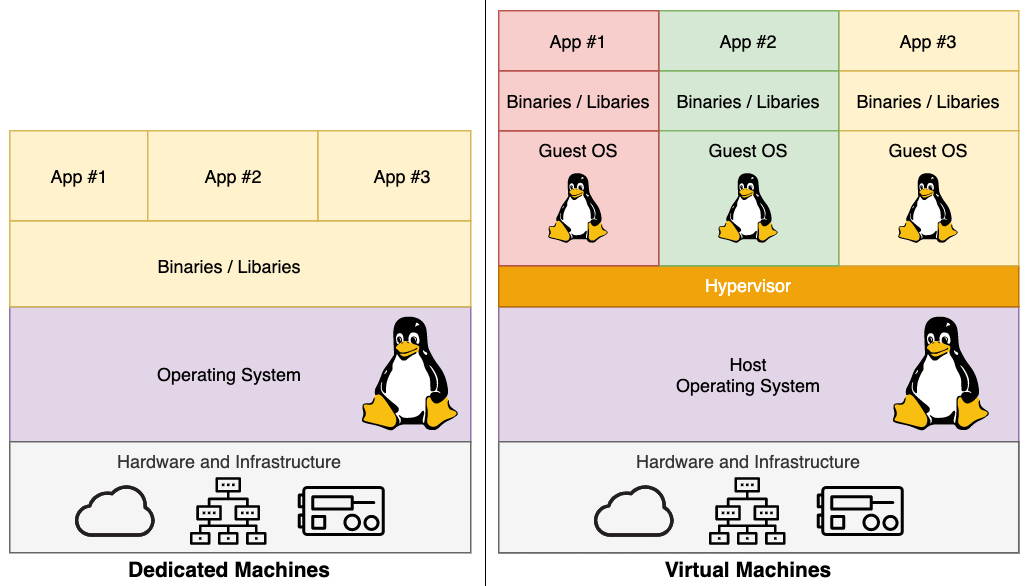 App #1
App #2
App #3
Binaries / Libaries
Operating System
Hardware and Infrastructure
Dedicated Machines
App #1
App #2
App #3
Binaries / Libaries
Binaries / Libaries
Binaries / Libaries
Guest OS
Guest OS
Guest OS
Hypervisor
Host
Operating System
Hardware and Infrastructure
Virtual Machines